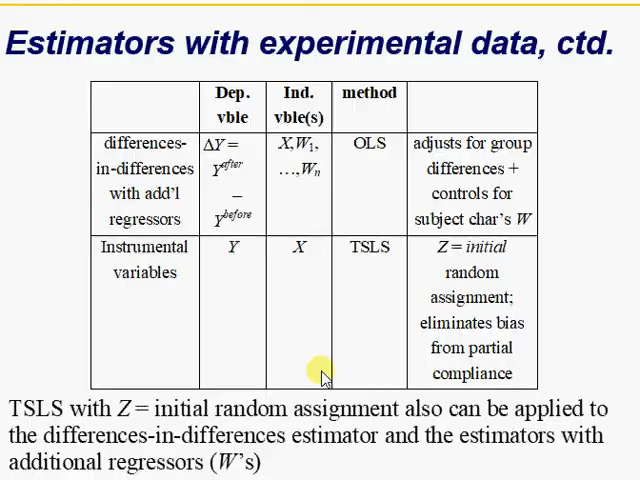 Estimators with experimental data, ctd.
Dep. vble
Ind. vble(s)
method
differences-
in-differences
with add'l
regressors
ΔY =
Y^after
–
Y^before
X,W1,
…,Wn
OLS
adjusts for group
differences +
controls for
subject char's W
Instrumental
variables
Y
X
TSLS
Z = initial
random
assignment;
eliminates bias
from partial
compliance
TSLS with Z = initial random assignment also can be applied to
the differences-in-differences estimator and the estimators with
additional regressors (W's)